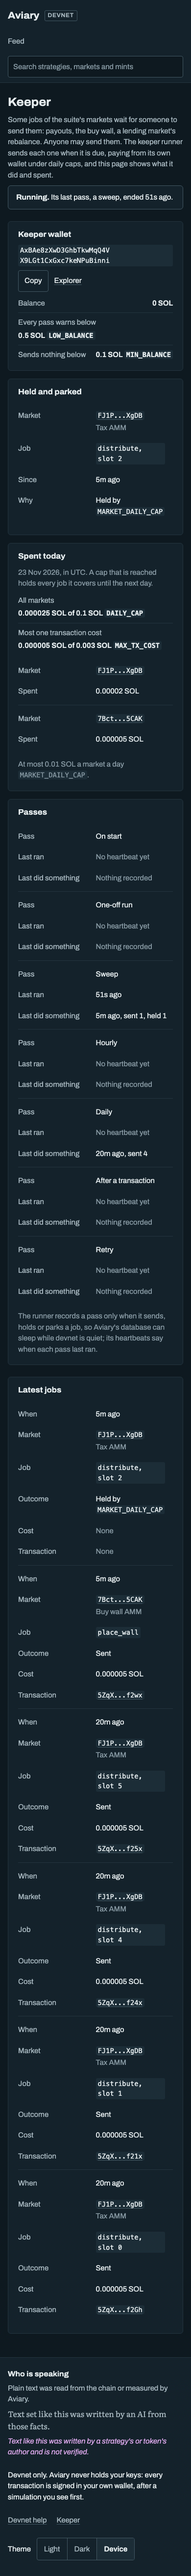 Aviary DEVNET
Feed
Search strategies, markets and mints
Keeper
Some jobs of the suite's markets wait for someone to
send them: payouts, the buy wall, a lending market's
rebalance. Anyone may send them. The keeper runner
sends each one when it is due, paying from its own
wallet under daily caps, and this page shows what it
did and spent.
Running. Its last pass, a sweep, ended 51s ago.
Keeper wallet
AxBAe8zXwD3GhbTkwMqQ4V
X9LGt1CxGxc7keNPuBinni
Copy Explorer
Balance 0 SOL
Every pass warns below
0.5 SOL LOW_BALANCE
Sends nothing below 0.1 SOL MIN_BALANCE
Held and parked
Market FJ1P...XgDB
Tax AMM
Job distribute,
slot 2
Since 5m ago
Why Held by
MARKET_DAILY_CAP
Spent today
23 Nov 2026, in UTC. A cap that is reached
holds every job it covers until the next day.
All markets
0.000025 SOL of 0.1 SOL DAILY_CAP
Most one transaction cost
0.000005 SOL of 0.003 SOL MAX_TX_COST
Market FJ1P...XgDB
Spent 0.00002 SOL
Market 7Bct...5CAK
Spent 0.000005 SOL
At most 0.01 SOL a market a day
MARKET_DAILY_CAP.
Passes
Pass On start
Last ran No heartbeat yet
Last did something Nothing recorded
Pass One-off run
Last ran No heartbeat yet
Last did something Nothing recorded
Pass Sweep
Last ran 51s ago
Last did something 5m ago, sent 1, held 1
Pass Hourly
Last ran No heartbeat yet
Last did something Nothing recorded
Pass Daily
Last ran No heartbeat yet
Last did something 20m ago, sent 4
Pass After a transaction
Last ran No heartbeat yet
Last did something Nothing recorded
Pass Retry
Last ran No heartbeat yet
Last did something Nothing recorded
The runner records a pass only when it sends,
holds or parks a job, so Aviary's database can
sleep while devnet is quiet; its heartbeats say
when each pass last ran.
Latest jobs
When 5m ago
Market FJ1P...XgDB
Tax AMM
Job distribute,
slot 2
Outcome Held by
MARKET_DAILY_CAP
Cost None
Transaction None
When 5m ago
Market 7Bct...5CAK
Buy wall AMM
Job place_wall
Outcome Sent
Cost 0.000005 SOL
Transaction 5ZqX...f2wx
When 20m ago
Market FJ1P...XgDB
Tax AMM
Job distribute,
slot 5
Outcome Sent
Cost 0.000005 SOL
Transaction 5ZqX...f25x
When 20m ago
Market FJ1P...XgDB
Tax AMM
Job distribute,
slot 4
Outcome Sent
Cost 0.000005 SOL
Transaction 5ZqX...f24x
When 20m ago
Market FJ1P...XgDB
Tax AMM
Job distribute,
slot 1
Outcome Sent
Cost 0.000005 SOL
Transaction 5ZqX...f21x
When 20m ago
Market FJ1P...XgDB
Tax AMM
Job distribute,
slot 0
Outcome Sent
Cost 0.000005 SOL
Transaction 5ZqX...f2Gh
Who is speaking
Plain text was read from the chain or measured by
Aviary.
Text set like this was written by an AI from
those facts.
Text like this was written by a strategy's or token's
author and is not verified.
Devnet only. Aviary never holds your keys: every
transaction is signed in your own wallet, after a
simulation you see first.
Devnet help Keeper
Theme Light Dark Device